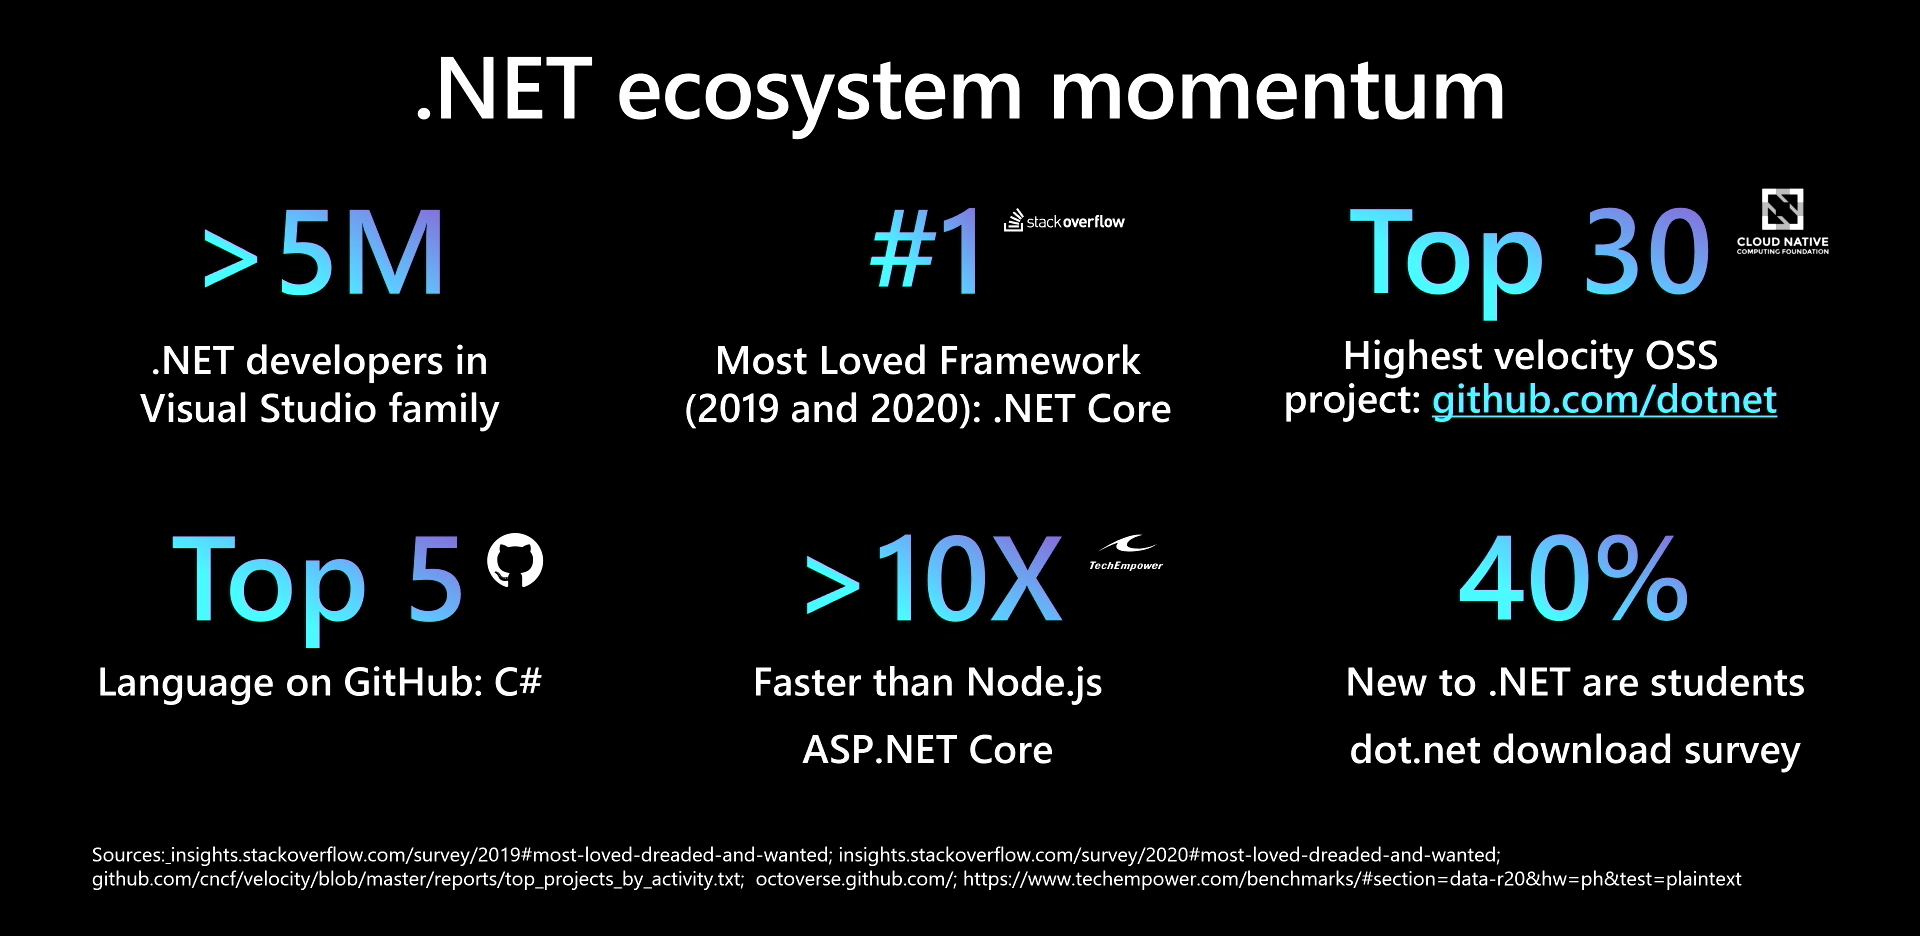 .NET ecosystem momentum
>5M
.NET developers in
Visual Studio family
#1
stackoverflow
Most Loved Framework
(2019 and 2020): .NET Core
Top 30
CLOUD NATIVE
COMPUTING FOUNDATION
Highest velocity OSS
project: github.com/dotnet
Top 5
Language on GitHub: C#
>10X
TechEmpower
Faster than Node.js
ASP.NET Core
40%
New to .NET are students
dot.net download survey
Sources: insights.stackoverflow.com/survey/2019#most-loved-dreaded-and-wanted; insights.stackoverflow.com/survey/2020#most-loved-dreaded-and-wanted;
github.com/cncf/velocity/blob/master/reports/top_projects_by_activity.txt; octoverse.github.com/; https://www.techempower.com/benchmarks/#section=data-r20&hw=ph&test=plaintext